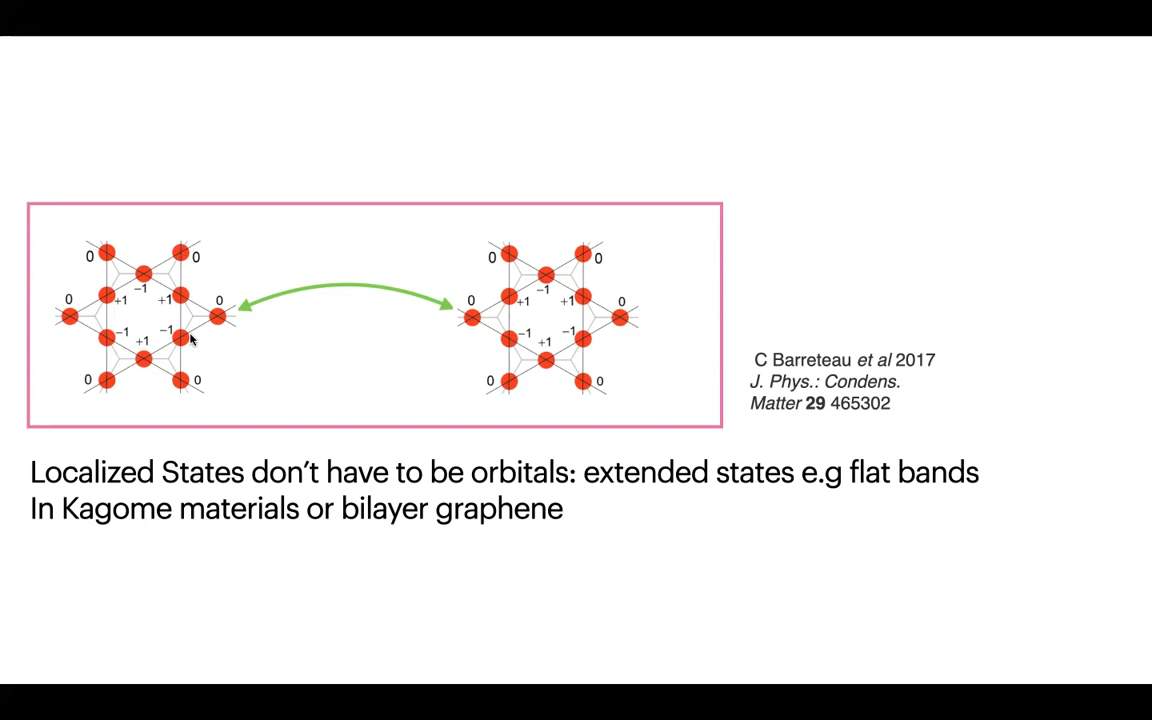 0 0
−1
+1 +1
0 0
−1 −1
+1
0 0
0 0
−1
+1 +1
0 0
−1 −1
+1
0 0
C Barreteau et al 2017
J. Phys.: Condens.
Matter 29 465302
Localized States don’t have to be orbitals: extended states e.g flat bands
In Kagome materials or bilayer graphene